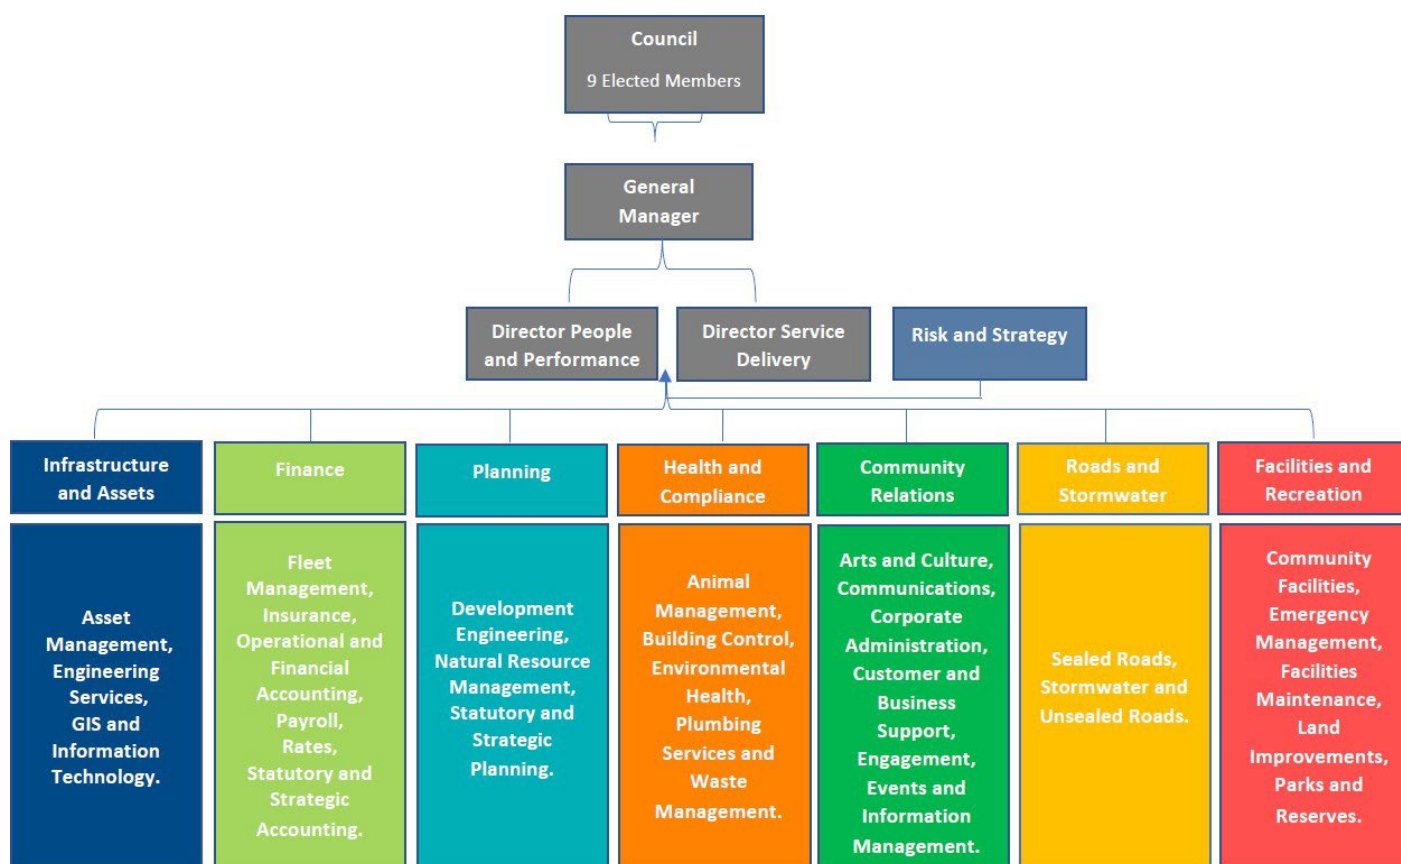 Council
9 Elected Members
General
Manager
Director People
and Performance
Director Service
Delivery
Risk and Strategy
Infrastructure
and Assets
Finance
Planning
Health and
Compliance
Community
Relations
Roads and
Stormwater
Facilities and
Recreation
Asset
Management,
Engineering
Services,
GIS and
Information
Technology.
Fleet
Management,
Insurance,
Operational and
Financial
Accounting,
Payroll,
Rates,
Statutory and
Strategic
Accounting.
Development
Engineering,
Natural Resource
Management,
Statutory and
Strategic
Planning.
Animal
Management,
Building Control,
Environmental
Health,
Plumbing
Services and
Waste
Management.
Arts and Culture,
Communications,
Corporate
Administration,
Customer and
Business
Support,
Engagement,
Events and
Information
Management.
Sealed Roads,
Stormwater and
Unsealed Roads.
Community
Facilities,
Emergency
Management,
Facilities
Maintenance,
Land
Improvements,
Parks and
Reserves.